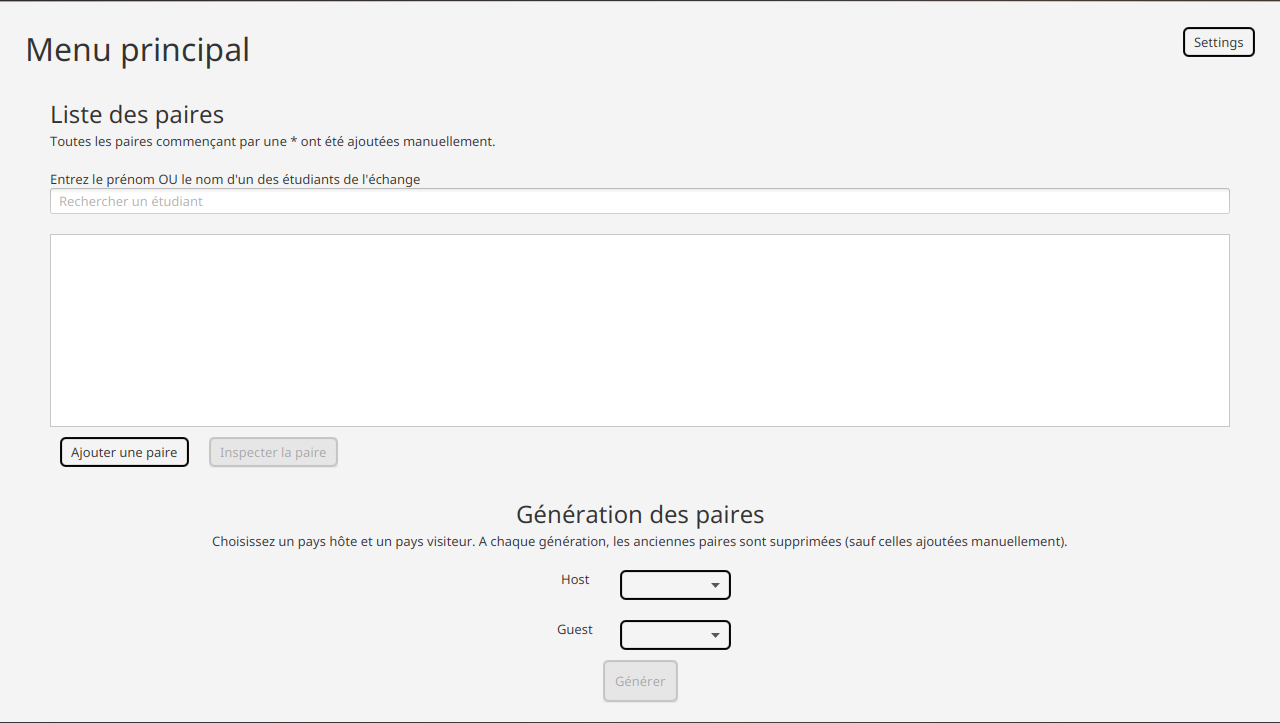 Menu principal
Settings
Liste des paires
Toutes les paires commençant par une * ont été ajoutées manuellement.
Entrez le prénom OU le nom d'un des étudiants de l'échange
Rechercher un étudiant
Ajouter une paire
Inspecter la paire
Génération des paires
Choisissez un pays hôte et un pays visiteur. A chaque génération, les anciennes paires sont supprimées (sauf celles ajoutées manuellement).
Host
Guest
Générer